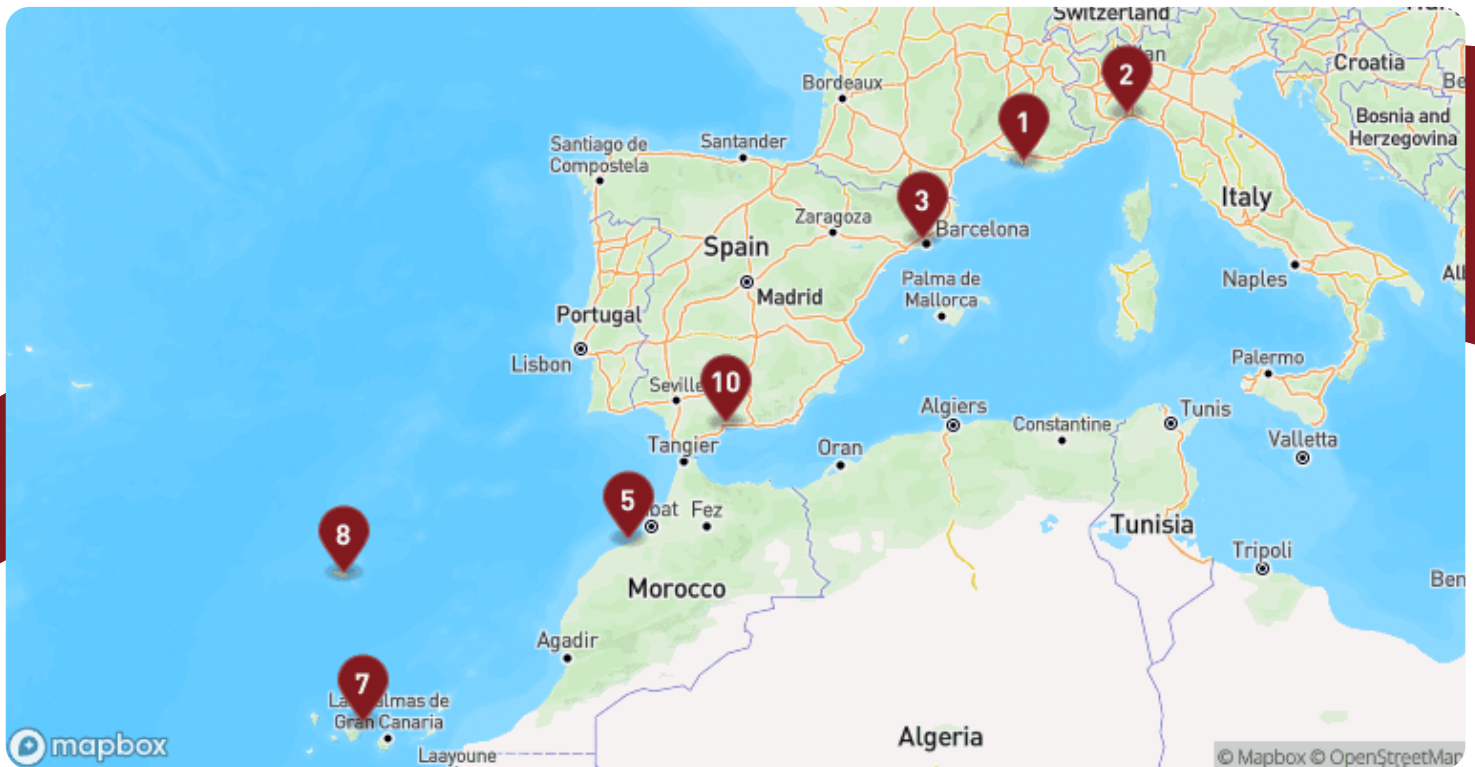 Switzerland
2
Croatia
Bordeaux
1
Bosnia and
Herzegovina
Santiago de
Compostela
Santander
3
Italy
Zaragoza
Barcelona
Spain
Palma de
Mallorca
Naples
Madrid
Portugal
Lisbon
Palermo
Seville
10
Algiers
Tunis
Constantine
Valletta
Tangier
Oran
5
Fez
8
Tunisia
Tripoli
Morocco
Agadir
7
Gran Canaria
Algeria
mapbox
Laayoune
© Mapbox © OpenStreetMap